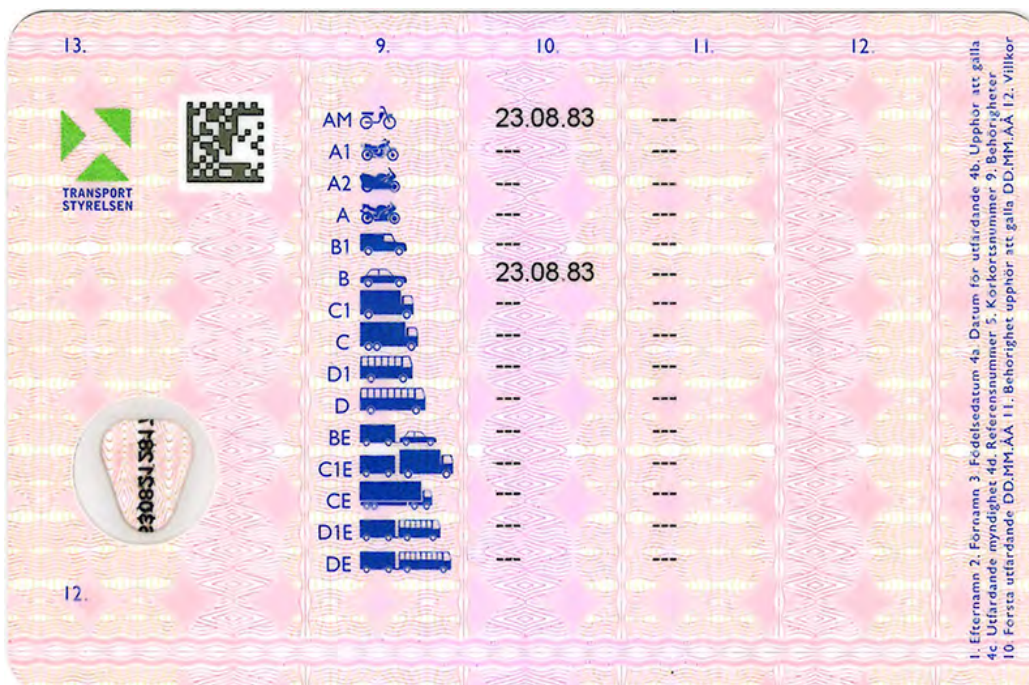 13. 9. 10. 11. 12.
TRANSPORT
STYRELSEN
AM 23.08.83 ---
A1 --- ---
A2 --- ---
A --- ---
B1 --- ---
B 23.08.83 ---
C1 --- ---
C --- ---
D1 --- ---
D --- ---
BE --- ---
C1E --- ---
CE --- ---
D1E --- ---
DE --- ---
12.
1. Efternamn 2. Förnamn 3. Födelsedatum 4a. Datum för utfärdande 4b. Upphör att gälla
4c. Utfärdande myndighet 4d. Referensnummer 5. Körkortsnummer 9. Behörigheter
10. Första utfärdande DD.MM.ÅÅ 11. Behörighet upphör att gälla DD.MM.ÅÅ 12. Villkor